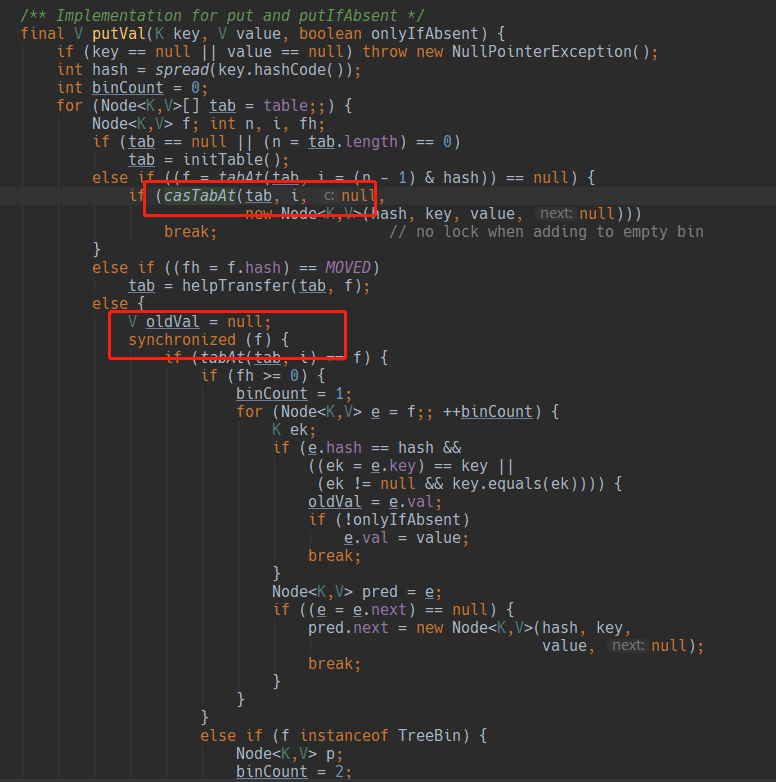 /** Implementation for put and putIfAbsent */
final V putVal(K key, V value, boolean onlyIfAbsent) {
if (key == null || value == null) throw new NullPointerException();
int hash = spread(key.hashCode());
int binCount = 0;
for (Node<K,V>[] tab = table;;) {
Node<K,V> f; int n, i, fh;
if (tab == null || (n = tab.length) == 0)
tab = initTable();
else if ((f = tabAt(tab, i = (n - 1) & hash)) == null) {
if (casTabAt(tab, i, c: null,
new Node<K,V>(hash, key, value, next: null)))
break; // no lock when adding to empty bin
}
else if ((fh = f.hash) == MOVED)
tab = helpTransfer(tab, f);
else {
V oldVal = null;
synchronized (f) {
if (tabAt(tab, i) == f) {
if (fh >= 0) {
binCount = 1;
for (Node<K,V> e = f;; ++binCount) {
K ek;
if (e.hash == hash &&
((ek = e.key) == key ||
(ek != null && key.equals(ek)))) {
oldVal = e.val;
if (!onlyIfAbsent)
e.val = value;
break;
}
Node<K,V> pred = e;
if ((e = e.next) == null) {
pred.next = new Node<K,V>(hash, key,
value, next: null);
break;
}
}
}
else if (f instanceof TreeBin) {
Node<K,V> p;
binCount = 2;